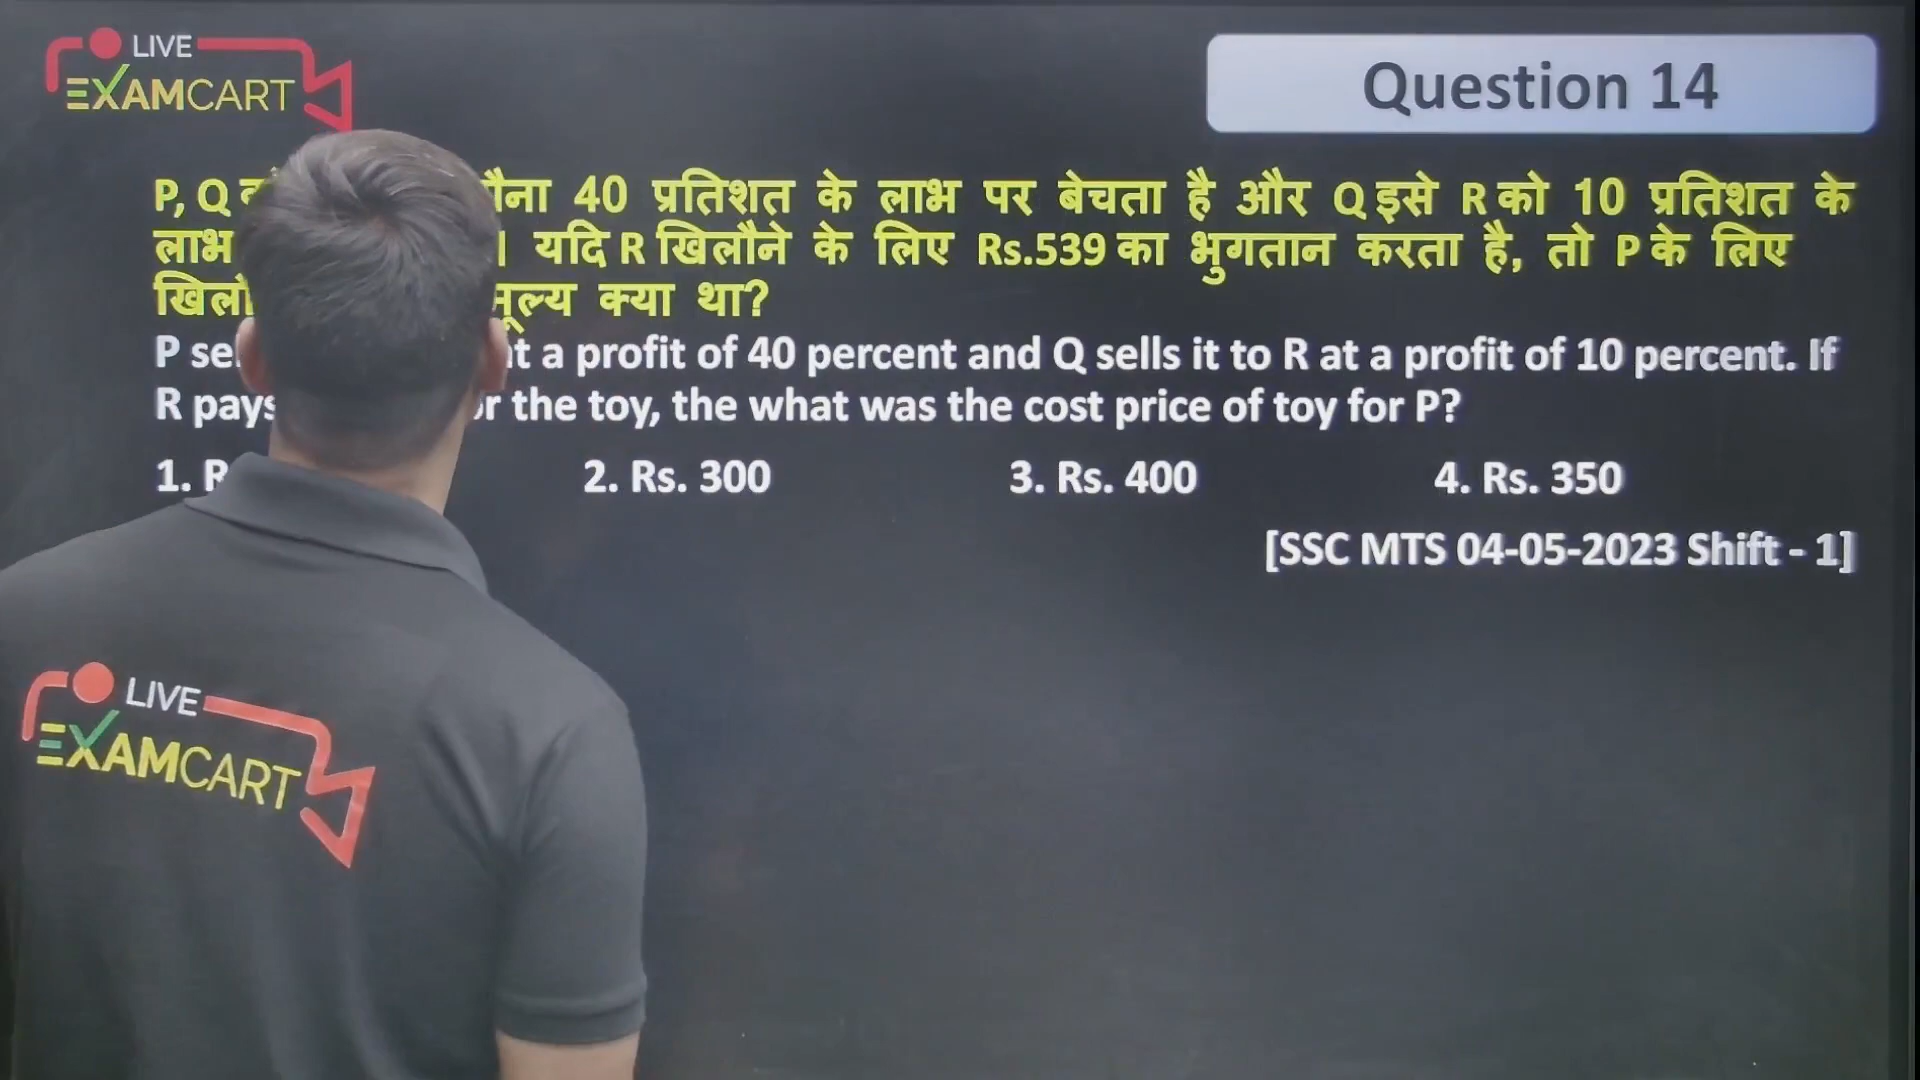 LIVE
EXAMCART
Question 14
P, Q 40 प्रतिशत के लाभ पर बेचता है और Q इसे R को 10 प्रतिशत के
लाभ । यदि R खिलौने के लिए Rs.539 का भुगतान करता है, तो P के लिए
मूल्य क्या था?
P at a profit of 40 percent and Q sells it to R at a profit of 10 percent. If
R pays the toy, the what was the cost price of toy for P?
1. 2. Rs. 300 3. Rs. 400 4. Rs. 350
[SSC MTS 04-05-2023 Shift - 1]
LIVE
EXAMCART